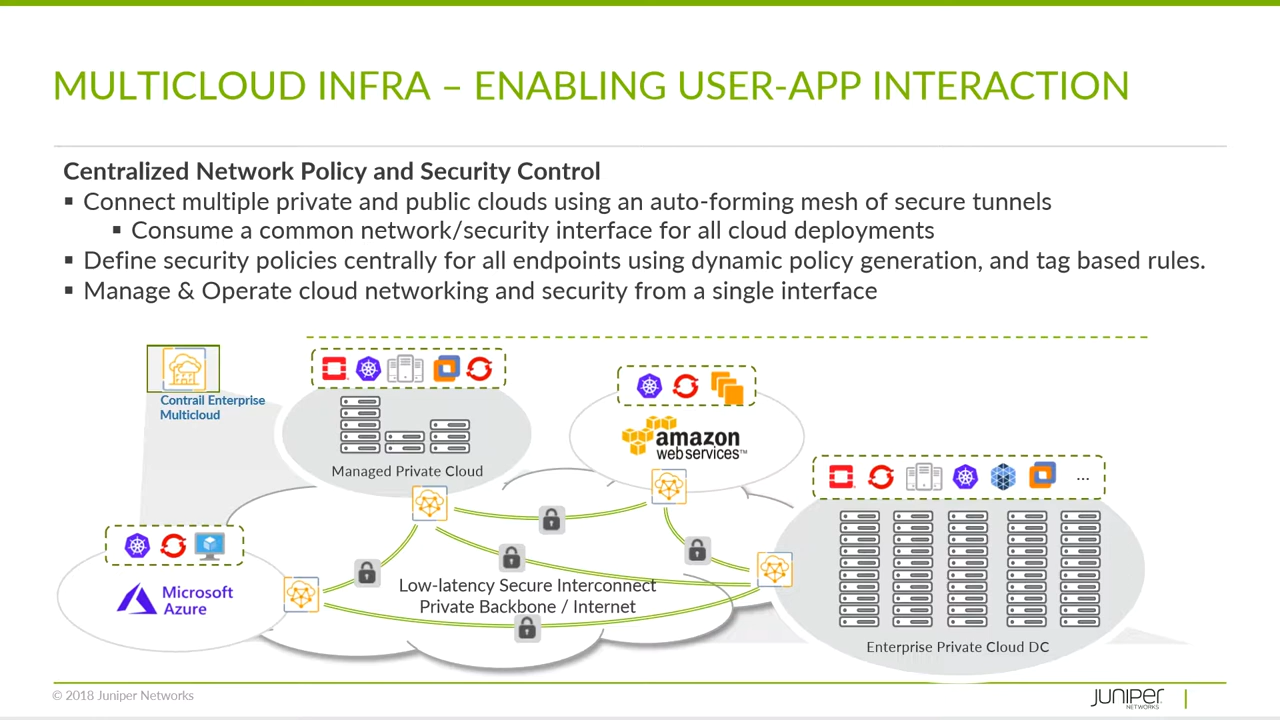 MULTICLOUD INFRA – ENABLING USER-APP INTERACTION
Centralized Network Policy and Security Control
▪ Connect multiple private and public clouds using an auto-forming mesh of secure tunnels
▪ Consume a common network/security interface for all cloud deployments
▪ Define security policies centrally for all endpoints using dynamic policy generation, and tag based rules.
▪ Manage & Operate cloud networking and security from a single interface
Contrail Enterprise
Multicloud
Managed Private Cloud
amazon
web services™
...
Microsoft
Azure
Low-latency Secure Interconnect
Private Backbone / Internet
Enterprise Private Cloud DC
© 2018 Juniper Networks
JUNIPER
NETWORKS